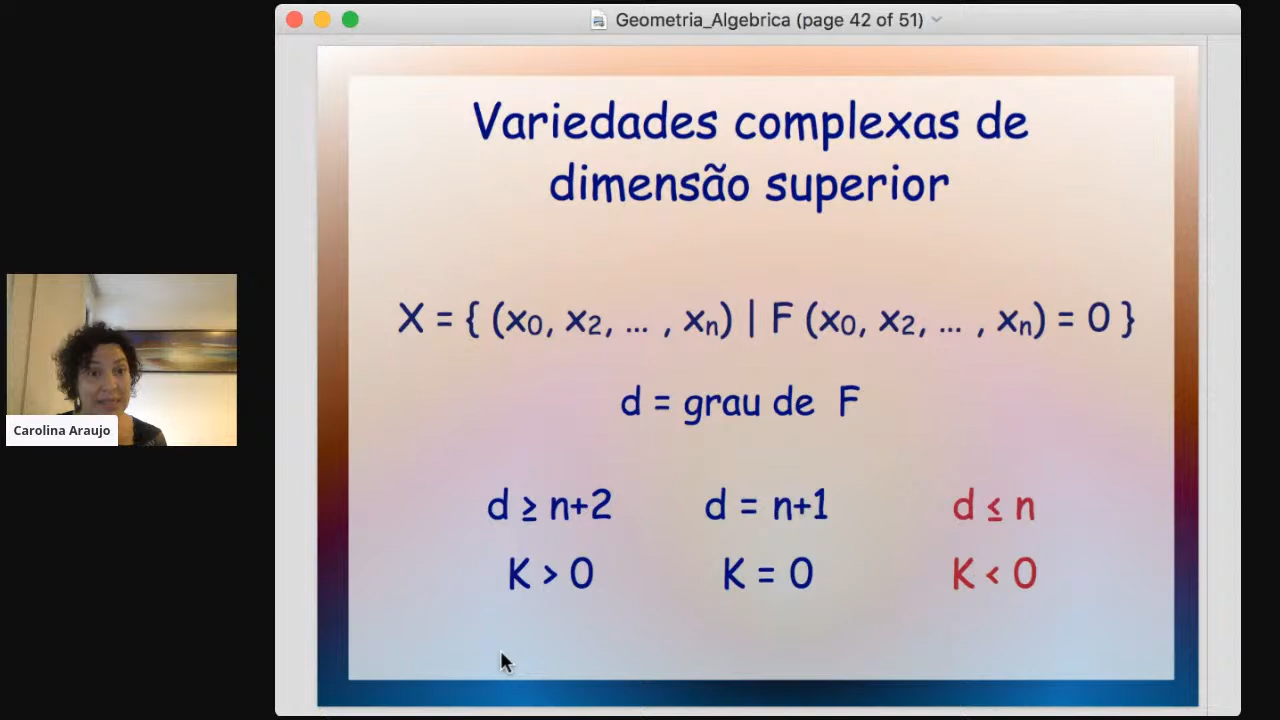 Geometria_Algebrica (page 42 of 51)
Variedades complexas de
dimensão superior
X = { (x₀, x₂, ... , xₙ) | F (x₀, x₂, ... , xₙ) = 0 }
d = grau de F
d ≥ n+2 d = n+1 d ≤ n
K > 0 K = 0 K < 0
Carolina Araujo